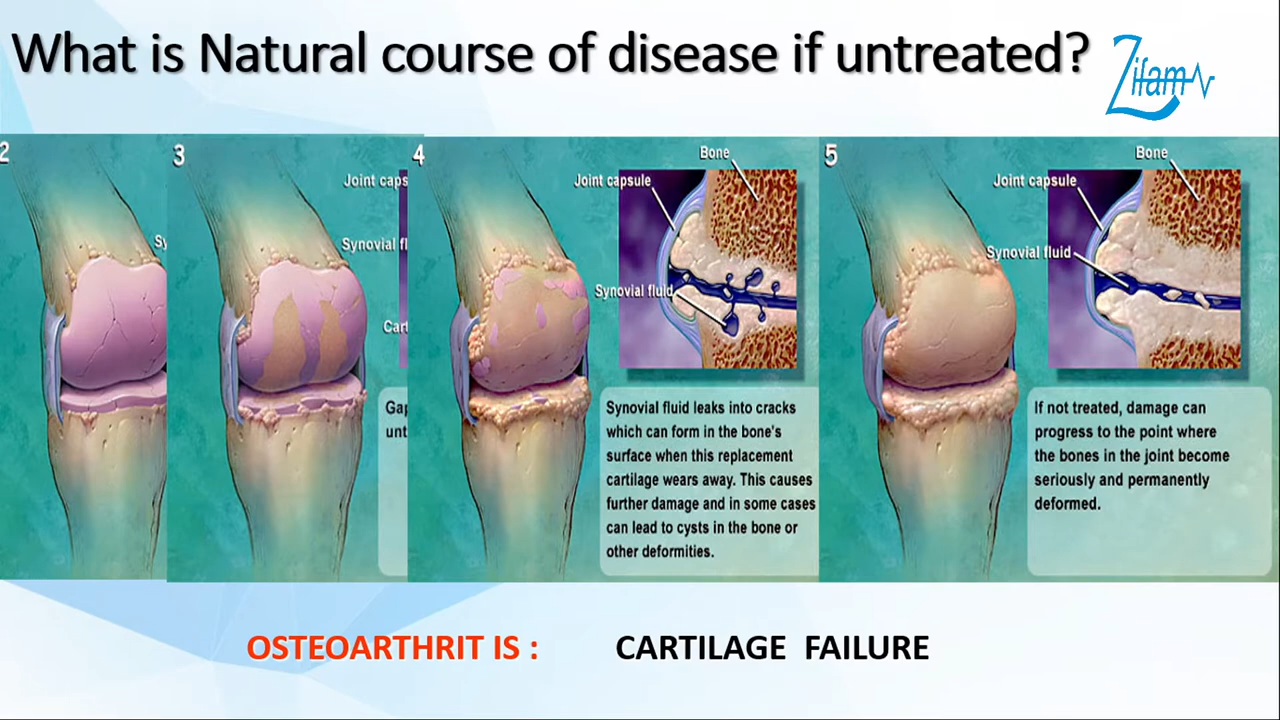 What is Natural course of disease if untreated?
Zifam
2
Sy
3
Joint caps
Synovial fl
Cart
Gap
unt
4
Bone
Joint capsule
Synovial fluid
Synovial fluid leaks into cracks
which can form in the bone's
surface when this replacement
cartilage wears away. This causes
further damage and in some cases
can lead to cysts in the bone or
other deformities.
5
Bone
Joint capsule
Synovial fluid
If not treated, damage can
progress to the point where
the bones in the joint become
seriously and permanently
deformed.
OSTEOARTHRIT IS : CARTILAGE FAILURE